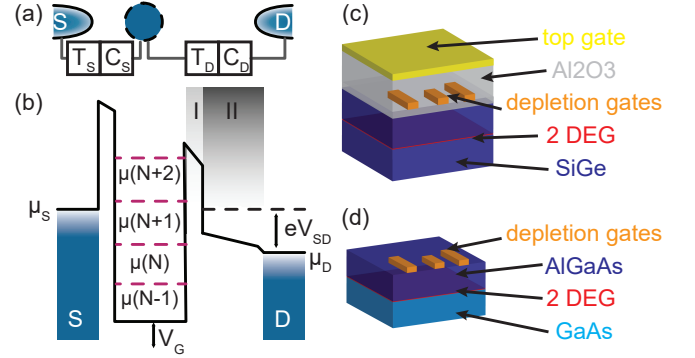 (a)
S
D
T_S C_S
T_D C_D
(b)
I II
μ(N+2)
μ_S
μ(N+1)
eV_SD
μ(N)
μ_D
μ(N-1)
S
D
V_G
(c)
top gate
Al2O3
depletion gates
2 DEG
SiGe
(d)
depletion gates
AlGaAs
2 DEG
GaAs